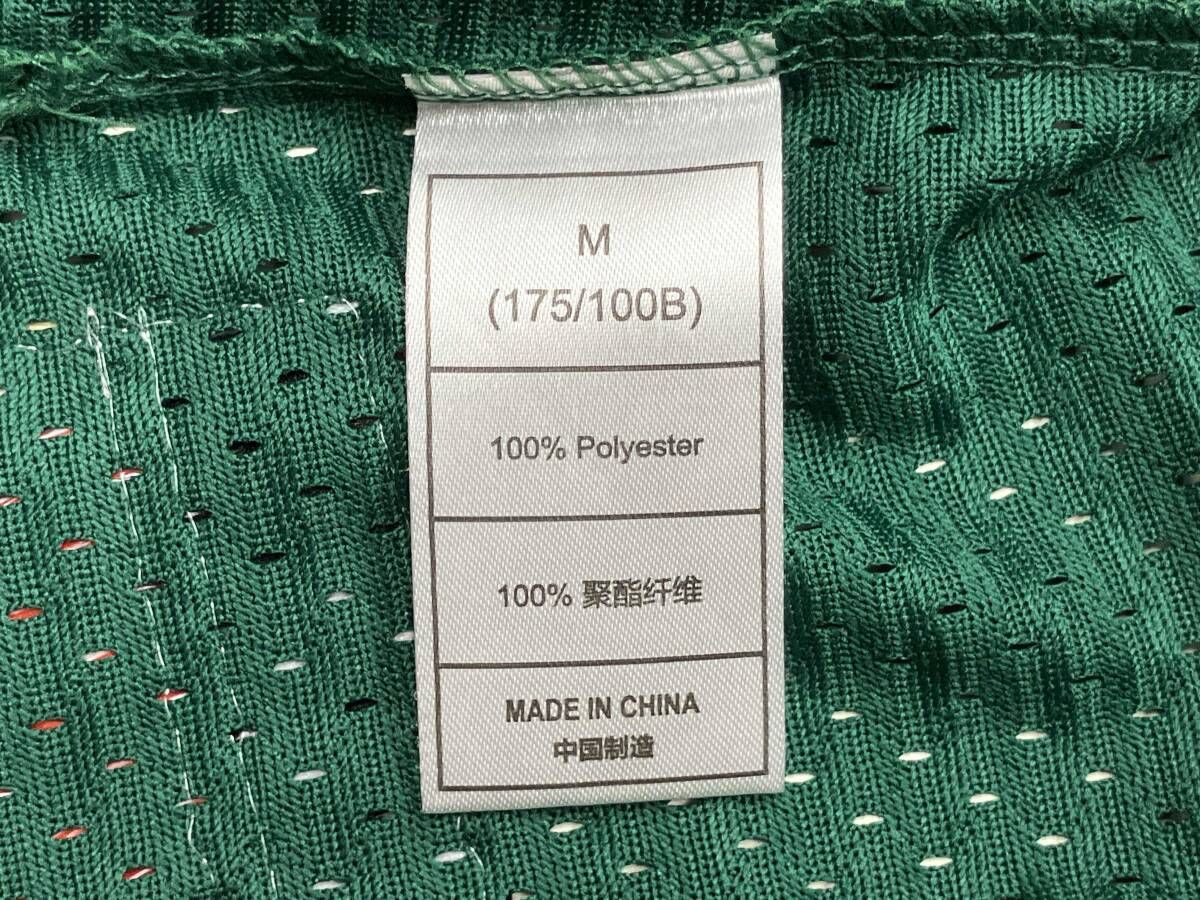 M
(175/100B)
100% Polyester
100% 聚酯纤维
MADE IN CHINA
中国制造